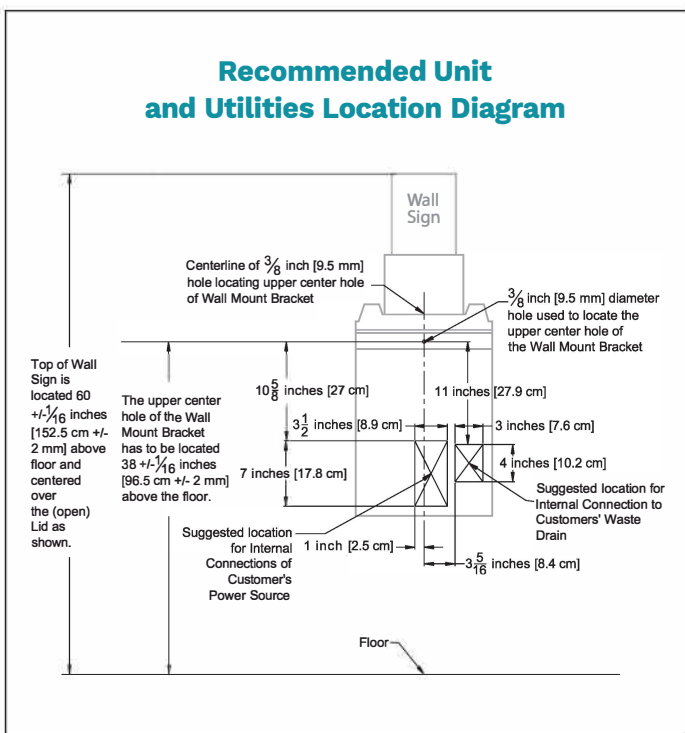 Recommended Unit
and Utilities Location Diagram
Wall
Sign
Centerline of 3/8 inch [9.5 mm]
hole locating upper center hole
of Wall Mount Bracket
3/8 inch [9.5 mm] diameter
hole used to locate the
upper center hole of
the Wall Mount Bracket
Top of Wall
Sign is
located 60
+/-1/16 inches
[152.5 cm +/-
2 mm] above
floor and
centered
over
the (open)
Lid as
shown.
The upper center
hole of the Wall
Mount Bracket
has to be located
38 +/-1/16 inches
[96.5 cm +/- 2 mm]
above the floor.
10 5/8 inches [27 cm]
11 inches [27.9 cm]
3 1/2 inches [8.9 cm]
3 inches [7.6 cm]
7 inches [17.8 cm]
4 inches [10.2 cm]
Suggested location for
Internal Connection to
Customers' Waste
Drain
Suggested location
for Internal
Connections of
Customer's
Power Source
1 inch [2.5 cm]
3 5/16 inches [8.4 cm]
Floor